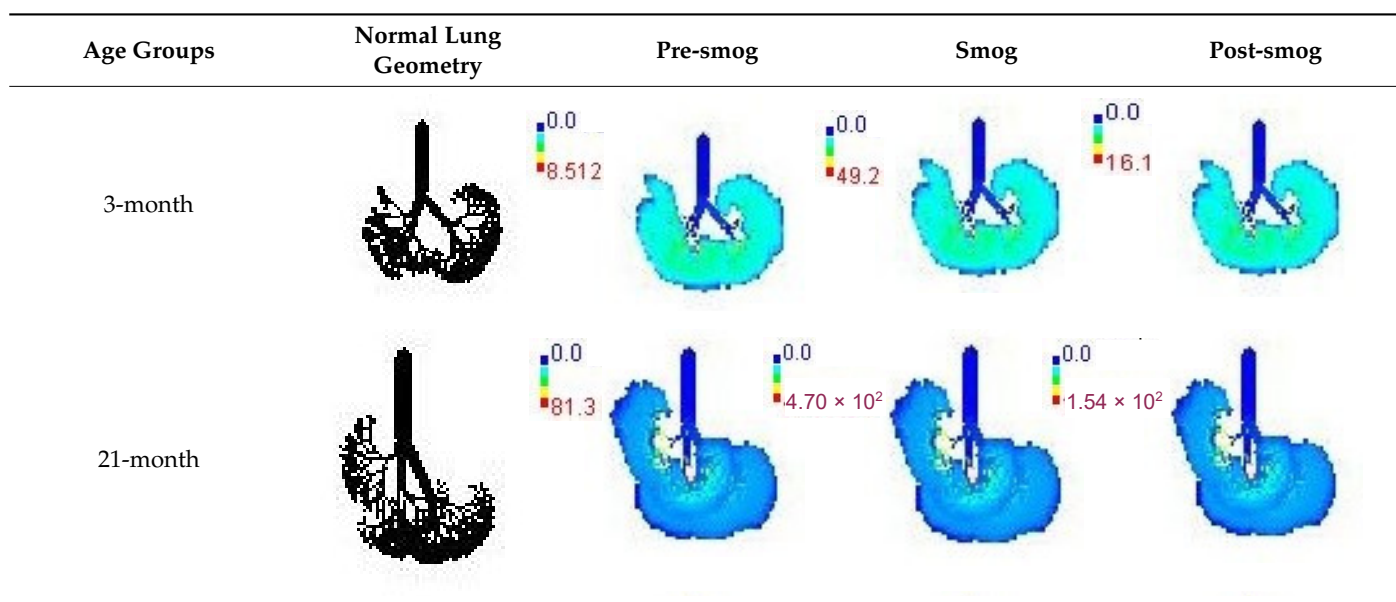 Age Groups
Normal Lung
Geometry
Pre-smog
Smog
Post-smog
3-month
0.0
8.512
0.0
49.2
0.0
16.1
21-month
0.0
81.3
0.0
4.70 × 10²
0.0
1.54 × 10²